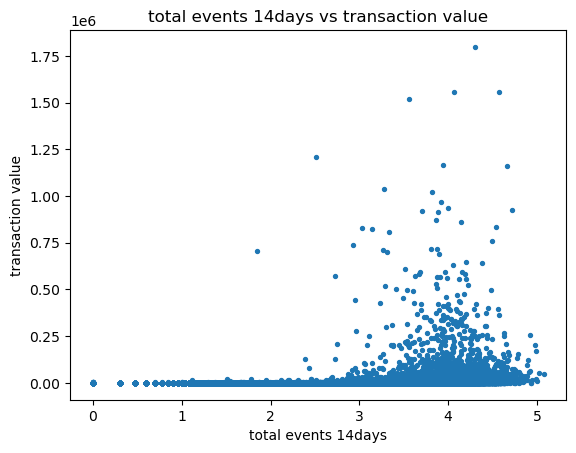 total events 14days vs transaction value
1e6
1.75
1.50
1.25
1.00
0.75
0.50
0.25
0.00
transaction value
0 1 2 3 4 5
total events 14days